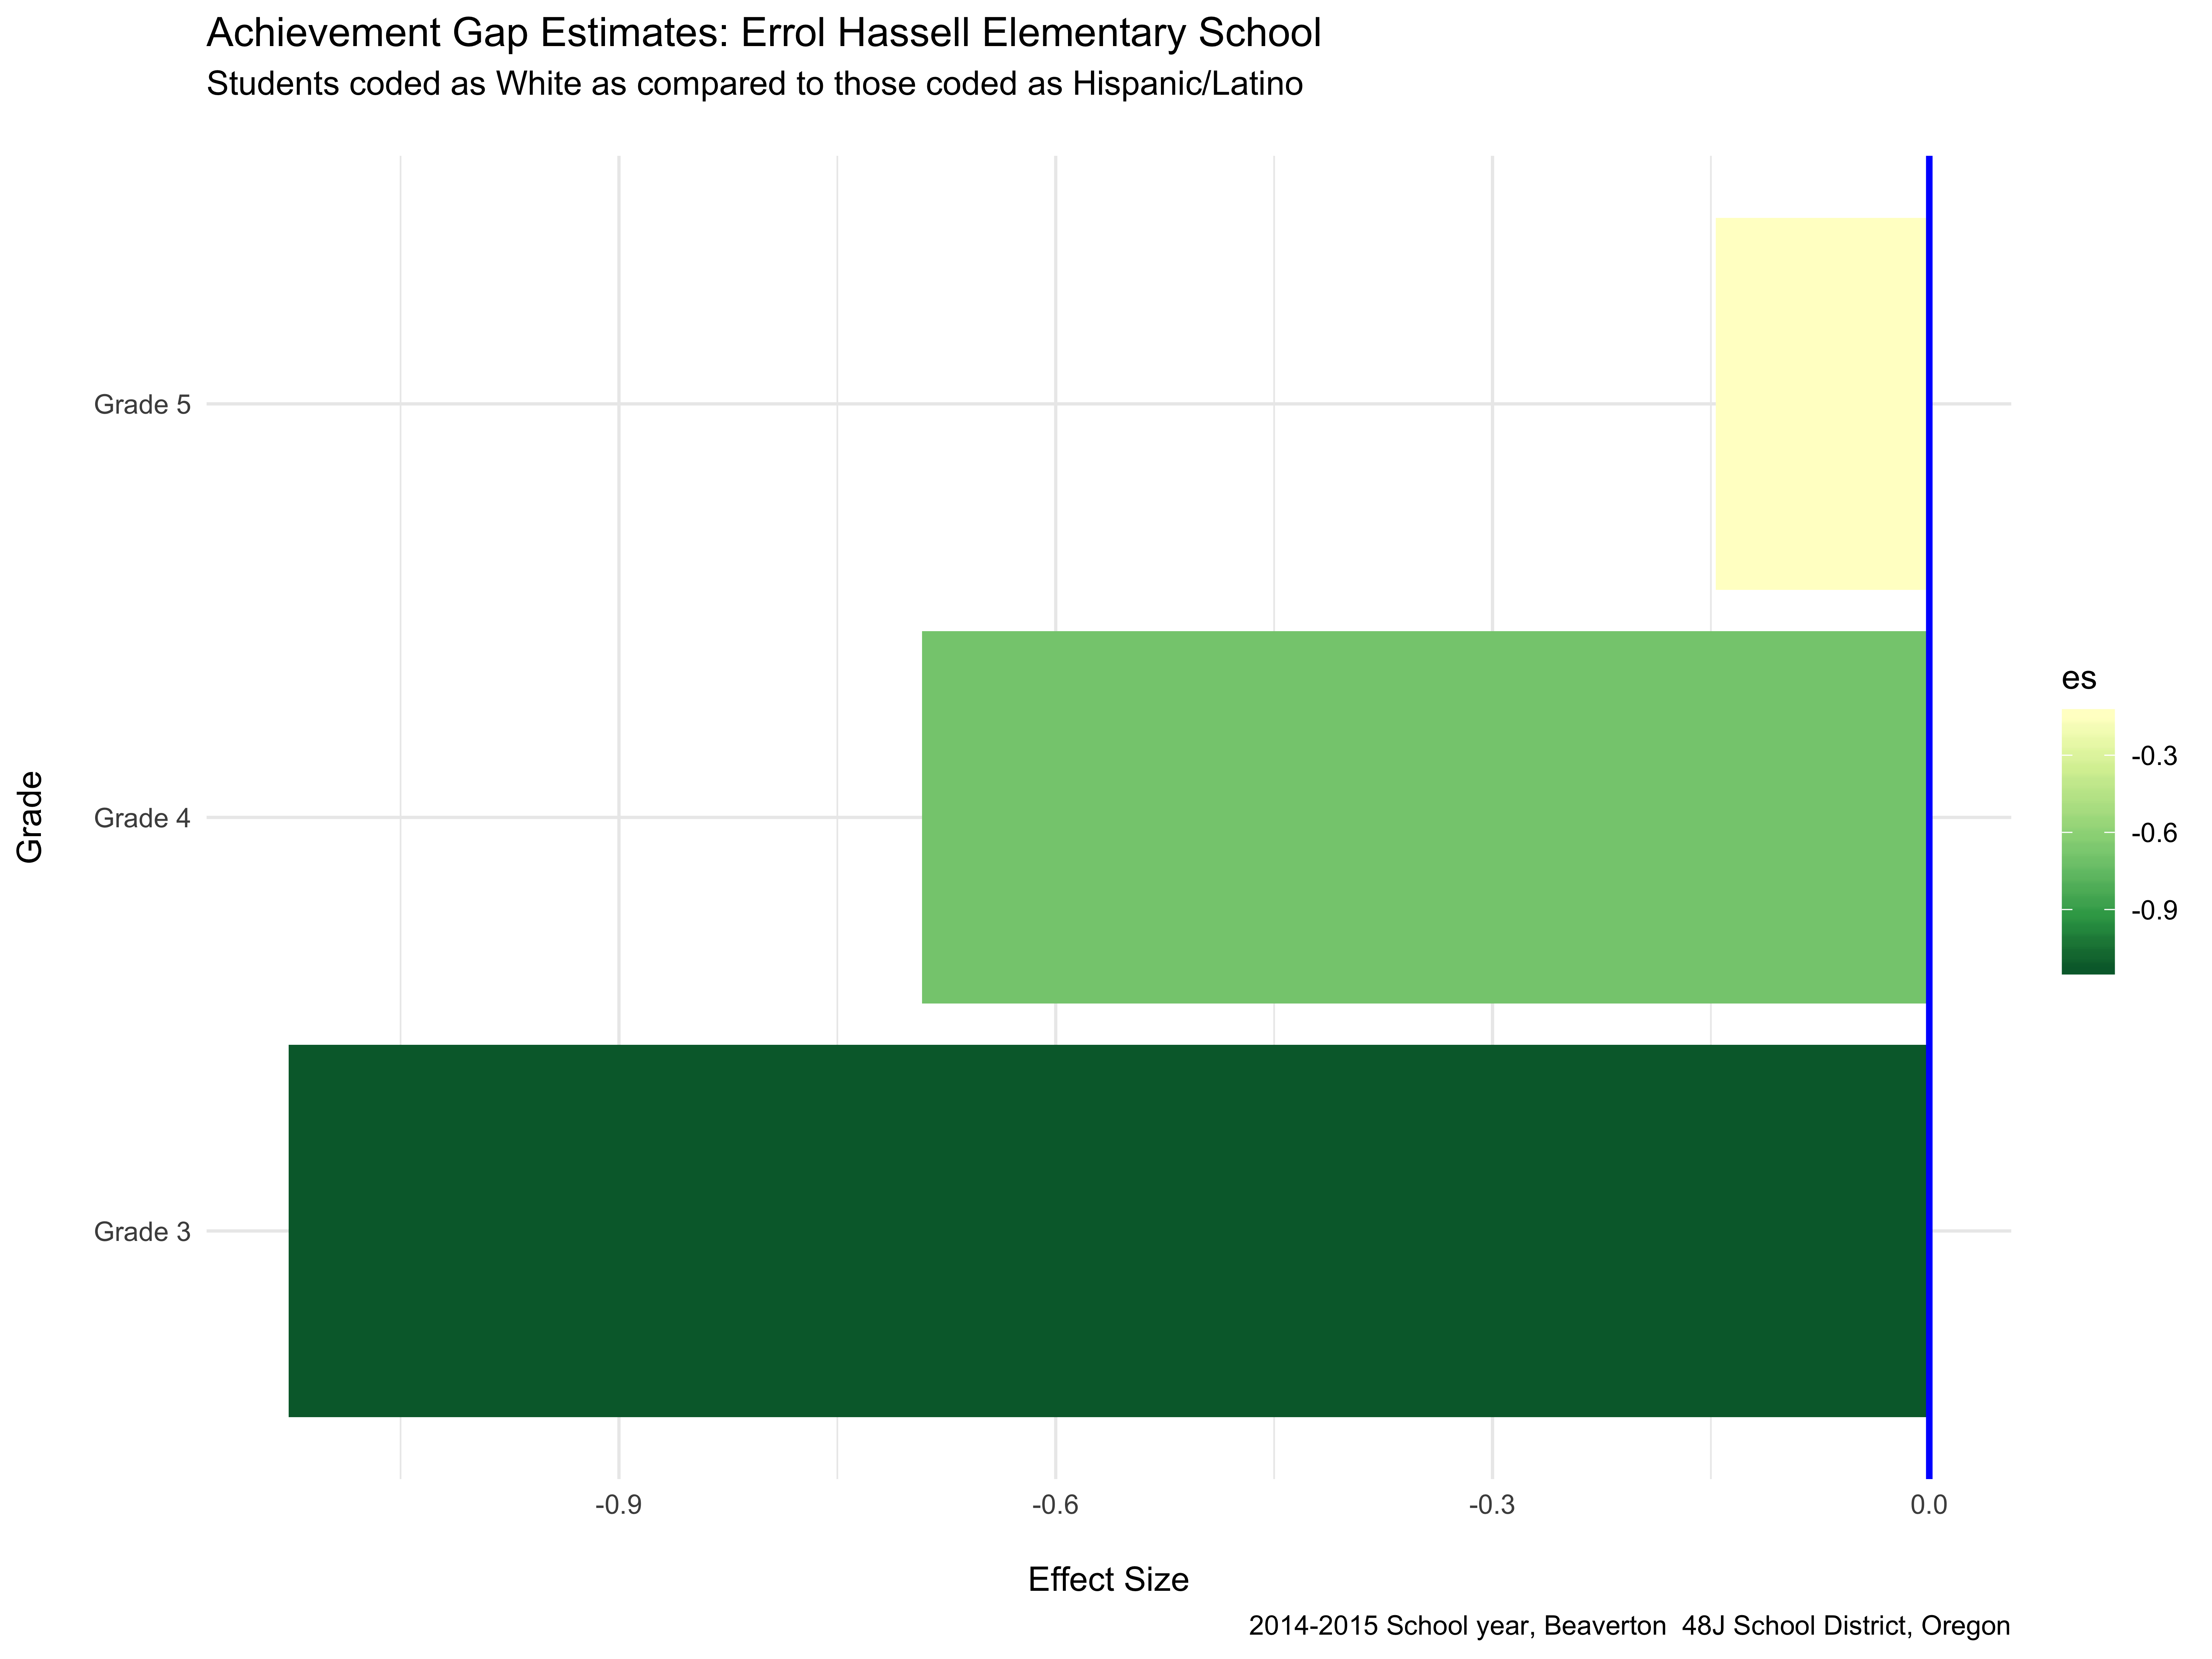 Achievement Gap Estimates: Errol Hassell Elementary School
Students coded as White as compared to those coded as Hispanic/Latino
Grade
Grade 5
Grade 4
Grade 3
es
-0.3
-0.6
-0.9
-0.9 -0.6 -0.3 0.0
Effect Size
2014-2015 School year, Beaverton  48J School District, Oregon